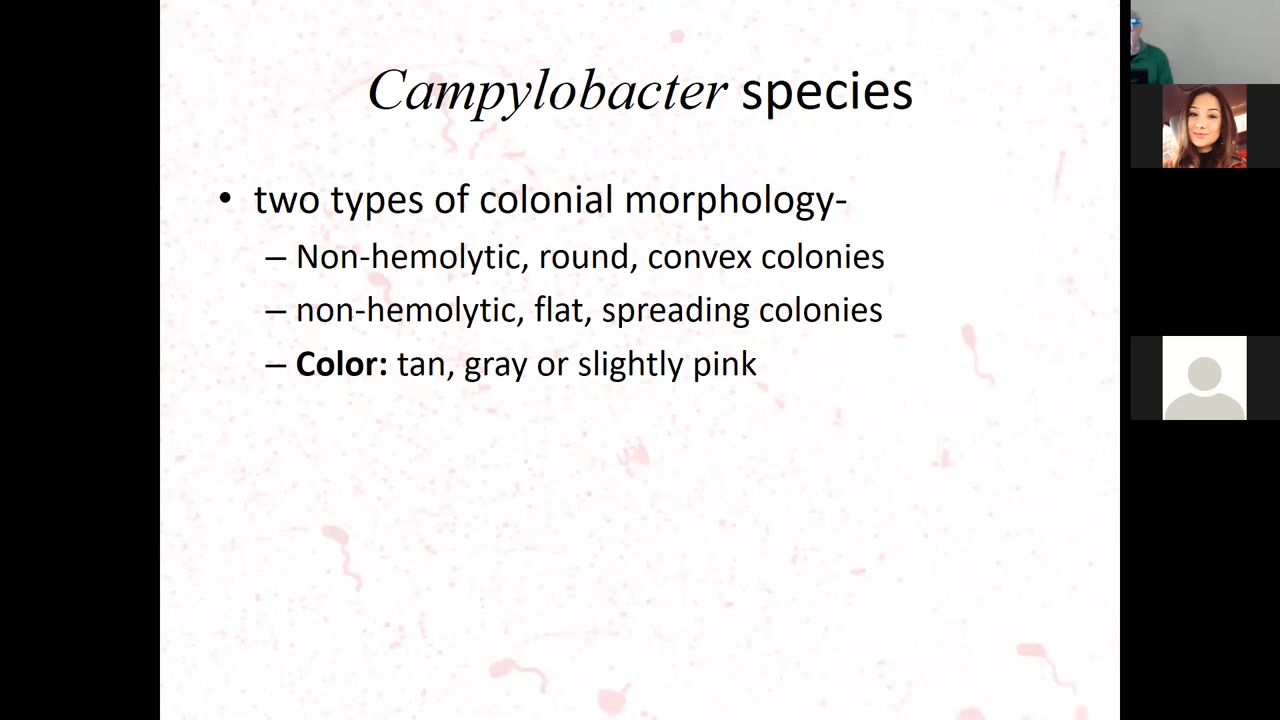 Campylobacter species
• two types of colonial morphology-
– Non-hemolytic, round, convex colonies
– non-hemolytic, flat, spreading colonies
– Color: tan, gray or slightly pink